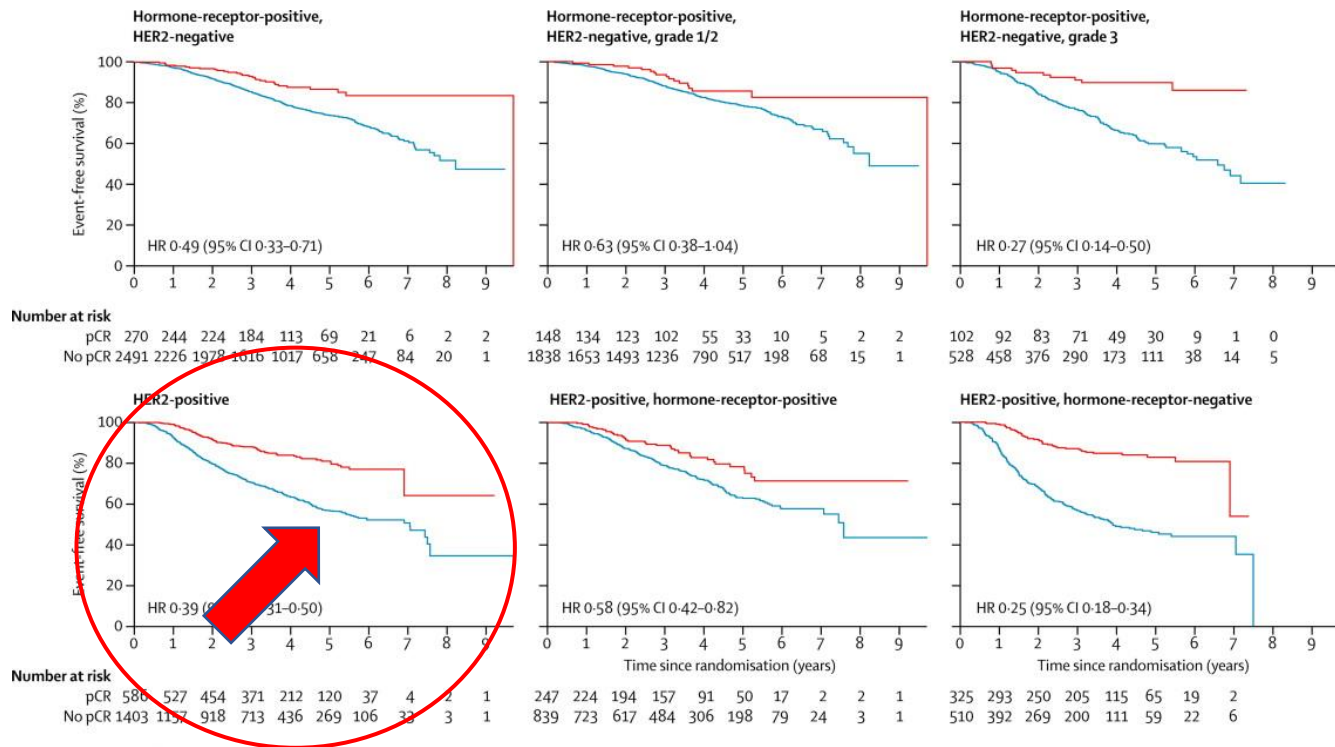 Hormone-receptor-positive,
HER2-negative
Hormone-receptor-positive,
HER2-negative, grade 1/2
Hormone-receptor-positive,
HER2-negative, grade 3
Event-free survival (%)
100
80
60
40
20
0
HR 0·49 (95% CI 0·33–0·71)
HR 0·63 (95% CI 0·38–1·04)
HR 0·27 (95% CI 0·14–0·50)
0 1 2 3 4 5 6 7 8 9
0 1 2 3 4 5 6 7 8 9
0 1 2 3 4 5 6 7 8 9
Number at risk
pCR 270 244 224 184 113 69 21 6 2 2
148 134 123 102 55 33 10 5 2 2
102 92 83 71 49 30 9 1 0
No pCR 2491 2226 1978 1616 1017 658 247 84 20 1
1838 1653 1493 1236 790 517 198 68 15 1
528 458 376 290 173 111 38 14 5
HER2-positive
HER2-positive, hormone-receptor-positive
HER2-positive, hormone-receptor-negative
Event-free survival (%)
100
80
60
40
20
0
HR 0·39 31–0·50)
HR 0·58 (95% CI 0·42–0·82)
HR 0·25 (95% CI 0·18–0·34)
0 1 2 3 4 5 6 7 8 9
0 1 2 3 4 5 6 7 8 9
0 1 2 3 4 5 6 7 8 9
Time since randomisation (years)
Time since randomisation (years)
Number at risk
pCR 586 527 454 371 212 120 37 4 2 1
247 224 194 157 91 50 17 2 2 1
325 293 250 205 115 65 19 2
No pCR 1403 1157 918 713 436 269 106 33 3 1
839 723 617 484 306 198 79 24 3 1
510 392 269 200 111 59 22 6